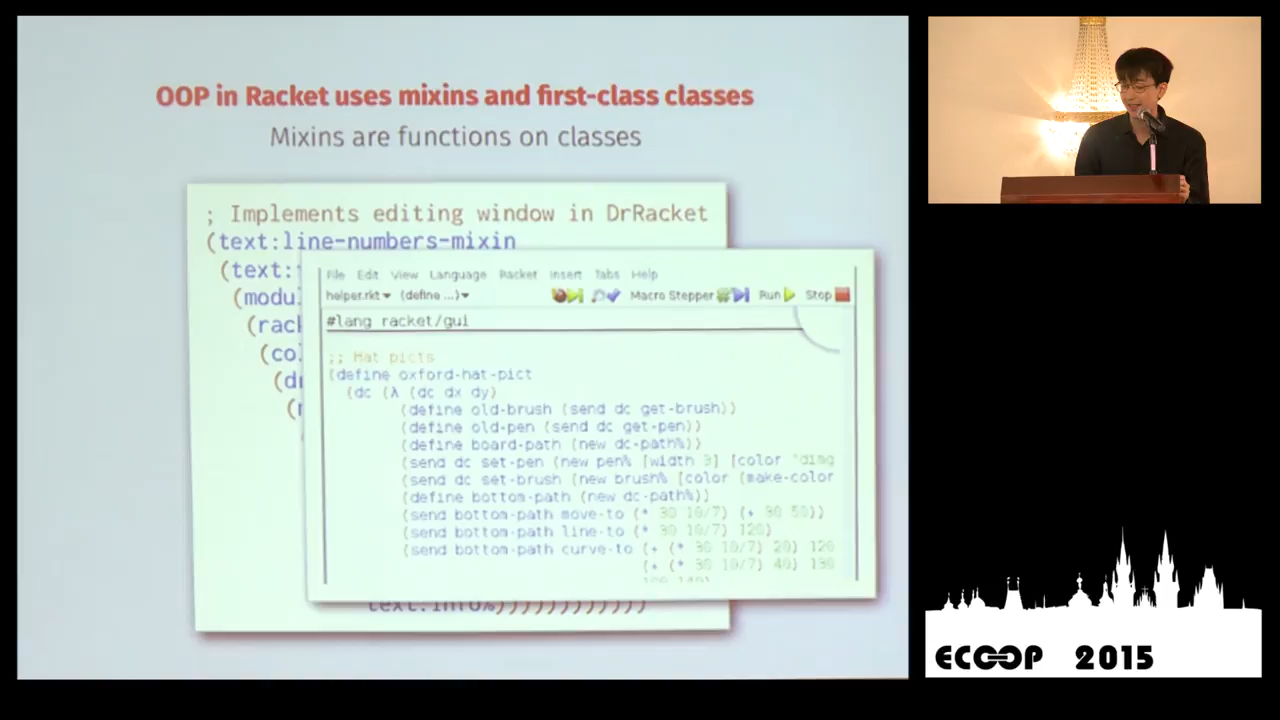 OOP in Racket uses mixins and first-class classes
Mixins are functions on classes
; Implements editing window in DrRacket
(text:line-numbers-mixin
(text:
(modu
(rack
(co
(d
(
File Edit View Language Racket Insert Tabs Help
helper.rkt (define ...) Macro Stepper Run Stop
#lang racket/gui
;; Hat picts
(define oxford-hat-pict
(dc (λ (dc dx dy)
(define old-brush (send dc get-brush))
(define old-pen (send dc get-pen))
(define board-path (new dc-path%))
(send dc set-pen (new pen% [width 3] [color "dimg
(send dc set-brush (new brush% [color (make-color
(define bottom-path (new dc-path%))
(send bottom-path move-to (* 30 10/7) (+ 90 50))
(send bottom-path line-to (* 30 10/7) 120)
(send bottom-path curve-to (+ (* 30 10/7) 20) 120
(+ (* 30 10/7) 40) 130
text:info%))))))))))))
ECOOP 2015